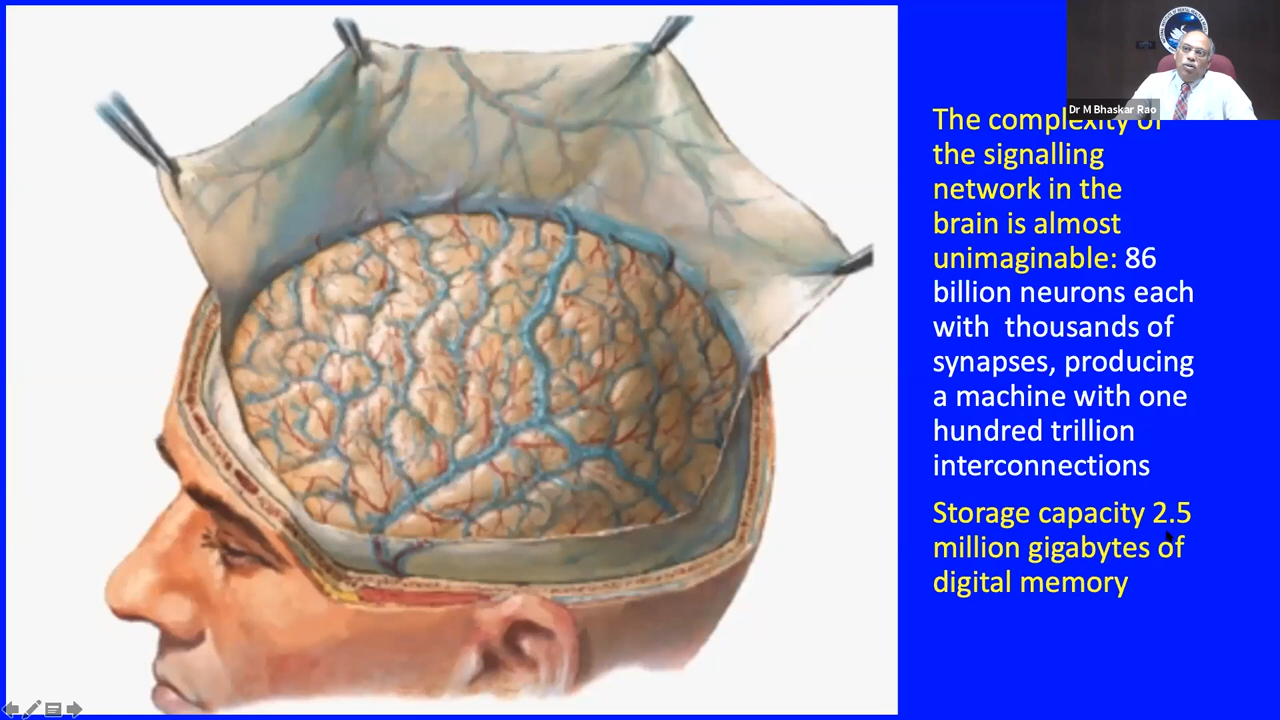 Dr M Bhaskar Rao
The complexity of
the signalling
network in the
brain is almost
unimaginable: 86
billion neurons each
with thousands of
synapses, producing
a machine with one
hundred trillion
interconnections
Storage capacity 2.5
million gigabytes of
digital memory